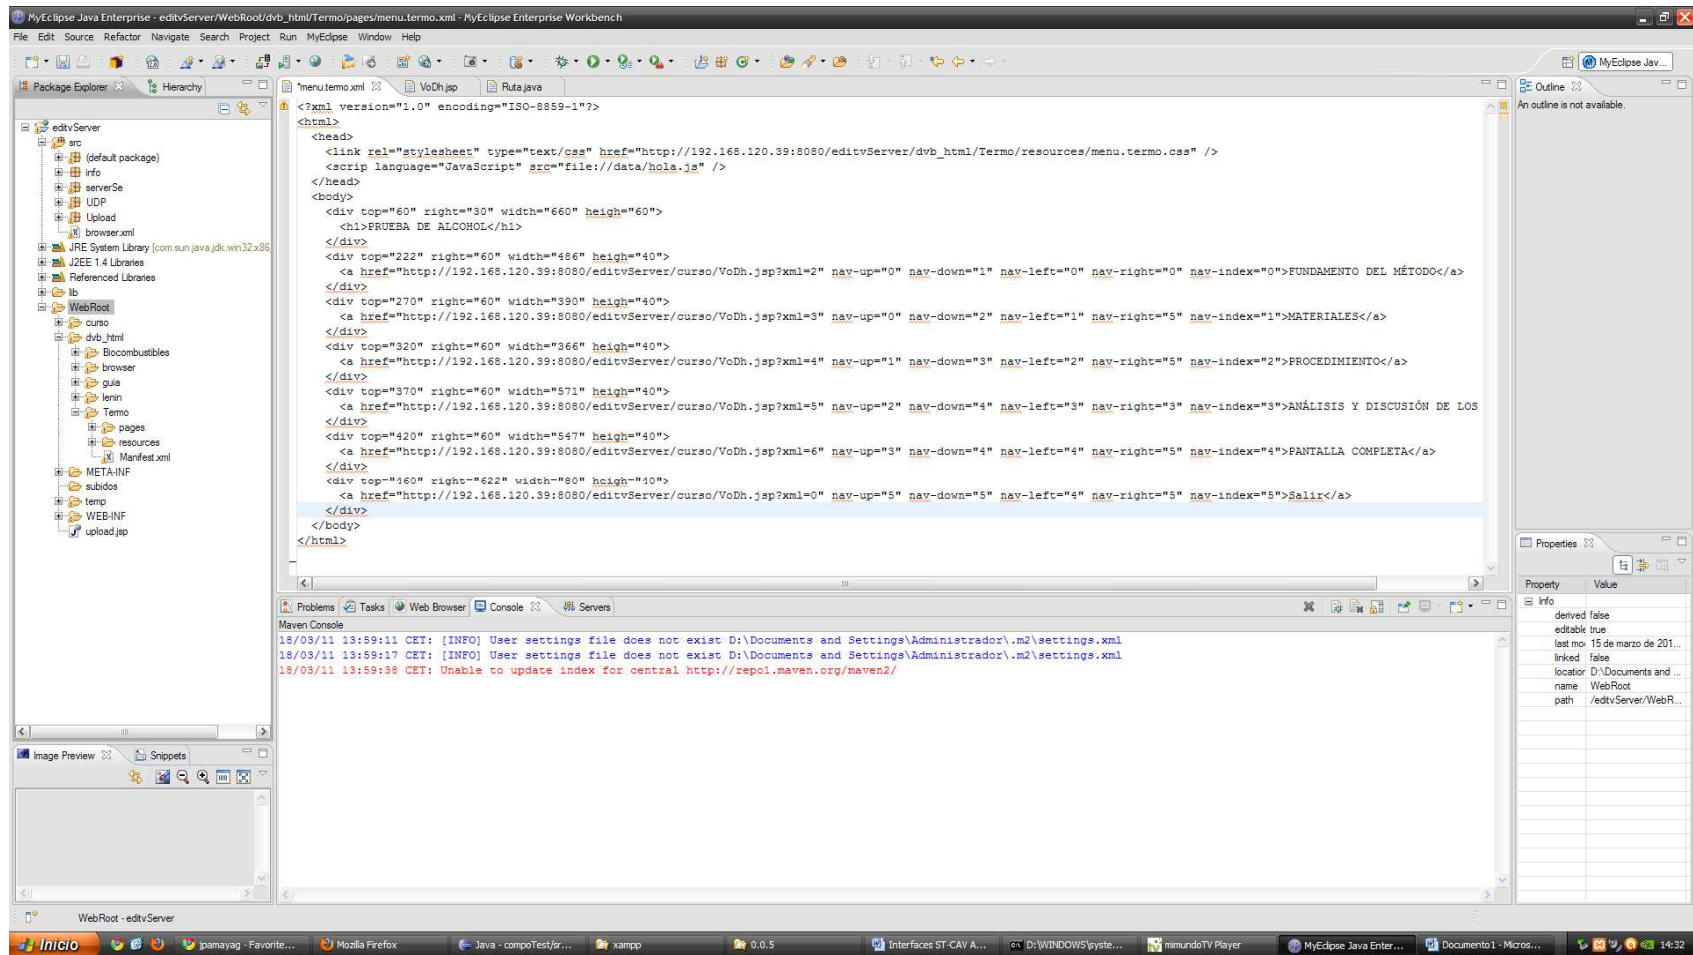 MyEclipse Java Enterprise - editvServer/WebRoot/dvb_html/Termo/pages/menu.termo.xml - MyEclipse Enterprise Workbench
File Edit Source Refactor Navigate Search Project Run MyEclipse Window Help
MyEclipse Jav...
Package Explorer Hierarchy
editvServer
src
(default package)
info
serverSe
UDP
Upload
browser.xml
JRE System Library [com.sun.java.jdk.win32.x86
J2EE 1.4 Libraries
Referenced Libraries
lib
WebRoot
curso
dvb_html
Biocombustibles
browser
guia
lenin
Termo
pages
resources
Manifest.xml
META-INF
subidos
temp
WEB-INF
upload.jsp
*menu.termo.xml VoDh.jsp Ruta.java
<?xml version="1.0" encoding="ISO-8859-1"?>
<html>
<head>
<link rel="stylesheet" type="text/css" href="http://192.168.120.39:8080/editvServer/dvb_html/Termo/resources/menu.termo.css" />
<scrip language="JavaScript" src="file://data/hola.js" />
</head>
<body>
<div top="60" right="30" width="660" heigh="60">
<h1>PRUEBA DE ALCOHOL</h1>
</div>
<div top="222" right="60" width="486" heigh="40">
<a href="http://192.168.120.39:8080/editvServer/curso/VoDh.jsp?xml=2" nav-up="0" nav-down="1" nav-left="0" nav-right="0" nav-index="0">FUNDAMENTO DEL MÉTODO</a>
</div>
<div top="270" right="60" width="390" heigh="40">
<a href="http://192.168.120.39:8080/editvServer/curso/VoDh.jsp?xml=3" nav-up="0" nav-down="2" nav-left="1" nav-right="5" nav-index="1">MATERIALES</a>
</div>
<div top="320" right="60" width="366" heigh="40">
<a href="http://192.168.120.39:8080/editvServer/curso/VoDh.jsp?xml=4" nav-up="1" nav-down="3" nav-left="2" nav-right="5" nav-index="2">PROCEDIMIENTO</a>
</div>
<div top="370" right="60" width="571" heigh="40">
<a href="http://192.168.120.39:8080/editvServer/curso/VoDh.jsp?xml=5" nav-up="2" nav-down="4" nav-left="3" nav-right="3" nav-index="3">ANÁLISIS Y DISCUSIÓN DE LOS
</div>
<div top="420" right="60" width="547" heigh="40">
<a href="http://192.168.120.39:8080/editvServer/curso/VoDh.jsp?xml=6" nav-up="3" nav-down="4" nav-left="4" nav-right="5" nav-index="4">PANTALLA COMPLETA</a>
</div>
<div top="460" right="622" width="80" heigh="40">
<a href="http://192.168.120.39:8080/editvServer/curso/VoDh.jsp?xml=0" nav-up="5" nav-down="5" nav-left="4" nav-right="5" nav-index="5">Salir</a>
</div>
</body>
</html>
Outline
An outline is not available.
Problems Tasks Web Browser Console Servers
Maven Console
18/03/11 13:59:11 CET: [INFO] User settings file does not exist D:\Documents and Settings\Administrador\.m2\settings.xml
18/03/11 13:59:17 CET: [INFO] User settings file does not exist D:\Documents and Settings\Administrador\.m2\settings.xml
18/03/11 13:59:38 CET: Unable to update index for central http://repo1.maven.org/maven2/
Properties
Property Value
Info
derived false
editable true
last mo 15 de marzo de 201...
linked false
location D:\Documents and ...
name WebRoot
path /editvServer/WebR...
Image Preview Snippets
WebRoot - editvServer
Inicio jpamayag - Favorite... Mozilla Firefox Java - compoTest/sr... xampp 0.0.5 Interfaces ST-CAV A... D:\WINDOWS\syste... mimundoTV Player MyEclipse Java Enter... Documento1 - Micros... 14:32